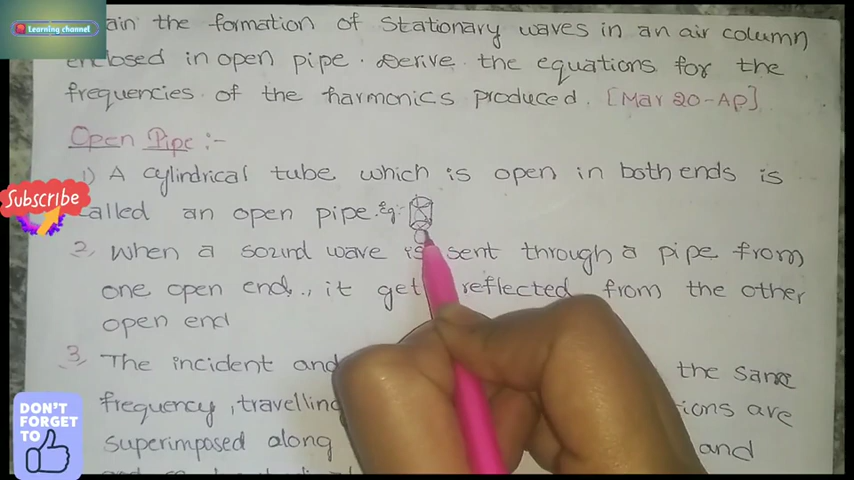 Learning channel
ain the formation of stationary waves in an air column
enclosed in open pipe. Derive the equations for the
frequencies of the harmonics produced. [Mar 20-AP]
Open Pipe:-
1) A cylindrical tube which is open in both ends is
Subscribe
called an open pipe. Eg:-
2, When a sound wave is sent through a pipe from
one open end., it get reflected from the other
open end
3, The incident and the same
frequency, travelling ions are
DON'T
FORGET
TO
superimposed along and